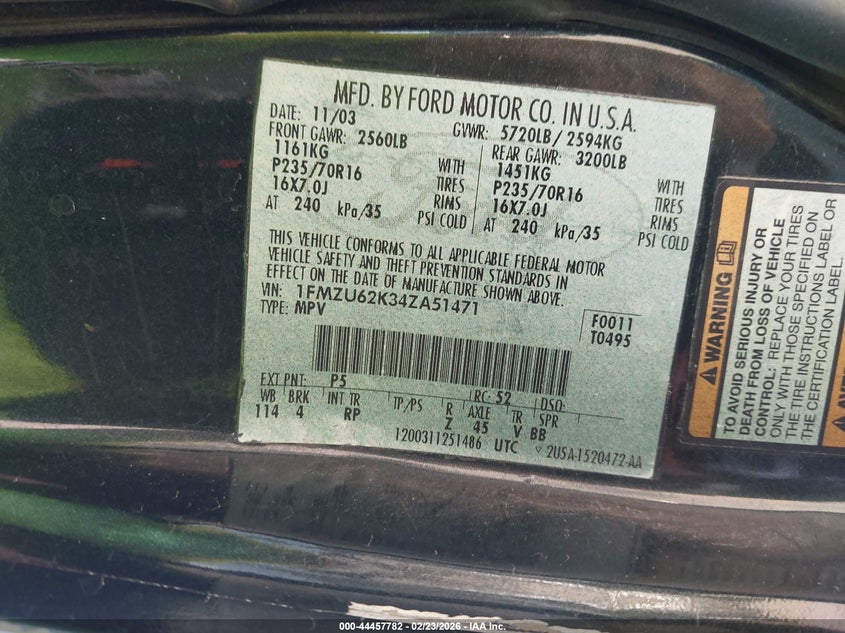 MFD. BY FORD MOTOR CO. IN U.S.A.
DATE: 11/03 GVWR: 5720LB/ 2594KG
FRONT GAWR: 2560LB REAR GAWR: 3200LB
1161KG WITH 1451KG WITH
P235/70R16 TIRES P235/70R16 TIRES
16X7.0J RIMS 16X7.0J RIMS
AT 240 kPa/35 PSI COLD AT 240 kPa/35 PSI COLD
THIS VEHICLE CONFORMS TO ALL APPLICABLE FEDERAL MOTOR
VEHICLE SAFETY AND THEFT PREVENTION STANDARDS IN
EFFECT ON THE DATE OF MANUFACTURE SHOWN ABOVE.
VIN: 1FMZU62K34ZA51471
TYPE: MPV
F0011
T0495
EXT PNT: P5 RC: 52 DSO:
WB BRK INT TR TP/PS R AXLE TR SPR
114 4 RP Z 45 V BB
1200311251486 UTC 2U5A-1520472-AA
WARNING
TO AVOID SERIOUS INJURY OR
DEATH FROM LOSS OF VEHICLE
CONTROL: REPLACE YOUR TIRES
ONLY WITH THOSE SPECIFIED ON
THE TIRE INSTRUCTIONS LABEL OR
THE CERTIFICATION LABEL.
000-44457782 - 02/23/2026 - IAA Inc.